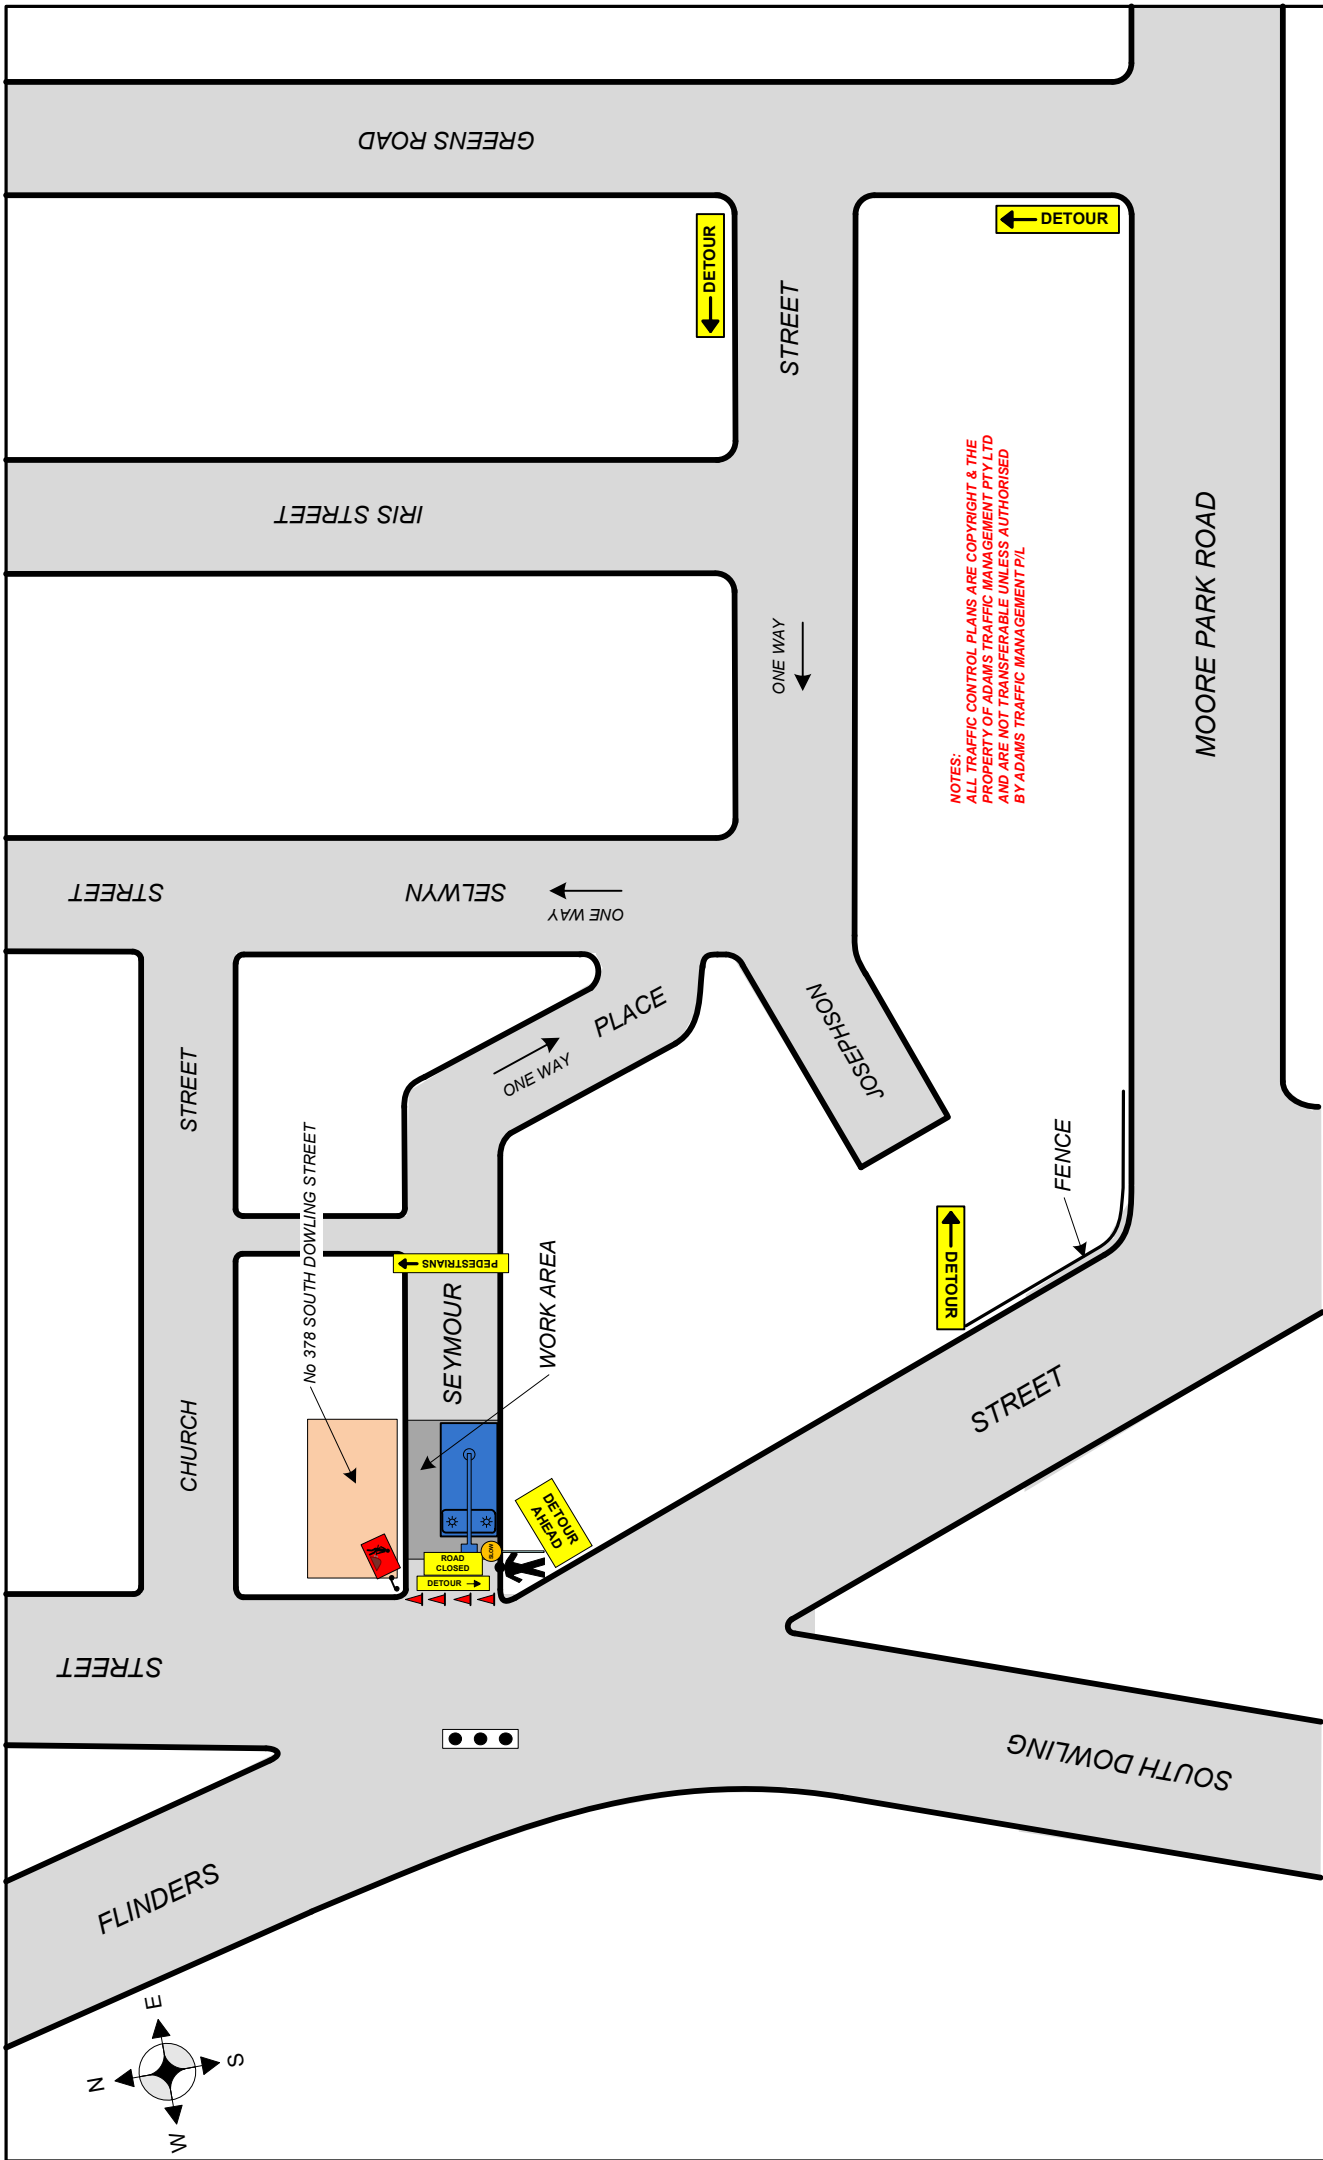 GREENS ROAD
DETOUR
DETOUR
STREET
IRIS STREET
ONE WAY
NOTES:
ALL TRAFFIC CONTROL PLANS ARE COPYRIGHT & THE
PROPERTY OF ADAMS TRAFFIC MANAGEMENT PTY LTD
AND ARE NOT TRANSFERABLE UNLESS AUTHORISED
BY ADAMS TRAFFIC MANAGEMENT P/L
MOORE PARK ROAD
STREET
SELWYN
ONE WAY
PLACE
ONE WAY
JOSEPHSON
STREET
No 378 SOUTH DOWLING STREET
FENCE
DETOUR
PEDESTRIANS
SEYMOUR
WORK AREA
CHURCH
STREET
DETOUR
AHEAD
SLOW
ROAD
CLOSED
DETOUR
STREET
SOUTH DOWLING
FLINDERS
N
E
S
W